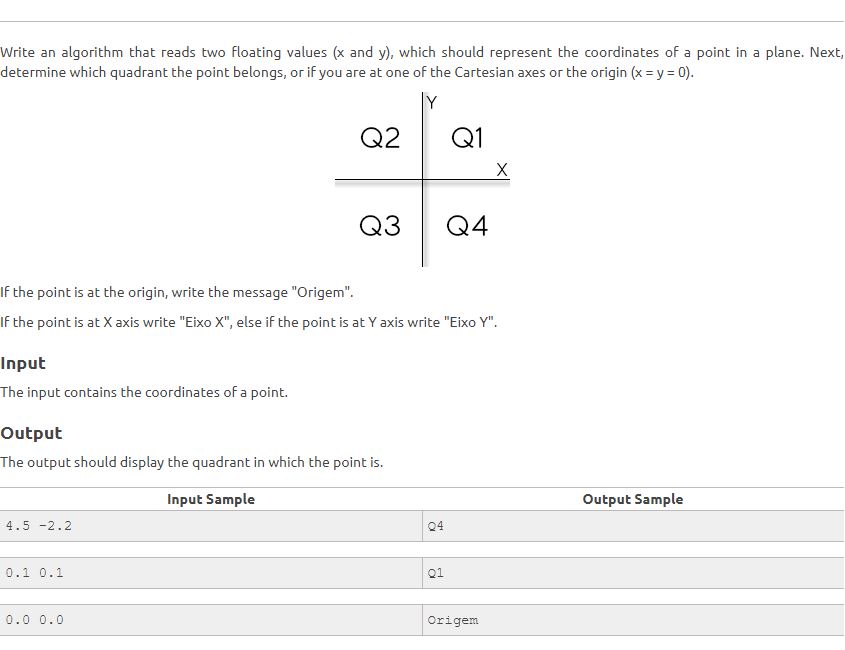 Write an algorithm that reads two floating values (x and y), which should represent the coordinates of a point in a plane. Next,
determine which quadrant the point belongs, or if you are at one of the Cartesian axes or the origin (x = y = 0).
Y
Q2 Q1
X
Q3 Q4
If the point is at the origin, write the message "Origem".
If the point is at X axis write "Eixo X", else if the point is at Y axis write "Eixo Y".
Input
The input contains the coordinates of a point.
Output
The output should display the quadrant in which the point is.
Input Sample Output Sample
4.5 -2.2 Q4
0.1 0.1 Q1
0.0 0.0 Origem